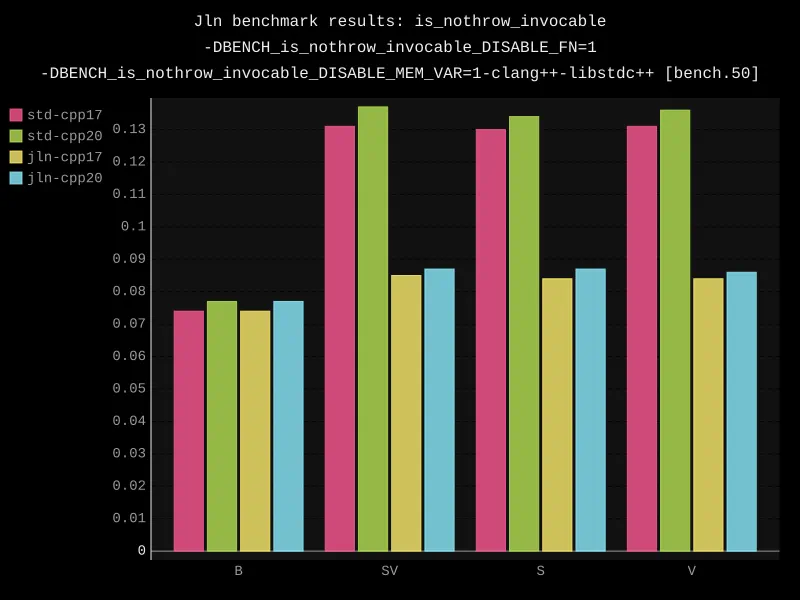 Jln benchmark results: is_nothrow_invocable
-DBENCH_is_nothrow_invocable_DISABLE_FN=1
-DBENCH_is_nothrow_invocable_DISABLE_MEM_VAR=1-clang++-libstdc++ [bench.50]
std-cpp17
std-cpp20
jln-cpp17
jln-cpp20
0.13
0.12
0.11
0.1
0.09
0.08
0.07
0.06
0.05
0.04
0.03
0.02
0.01
0
B SV S V